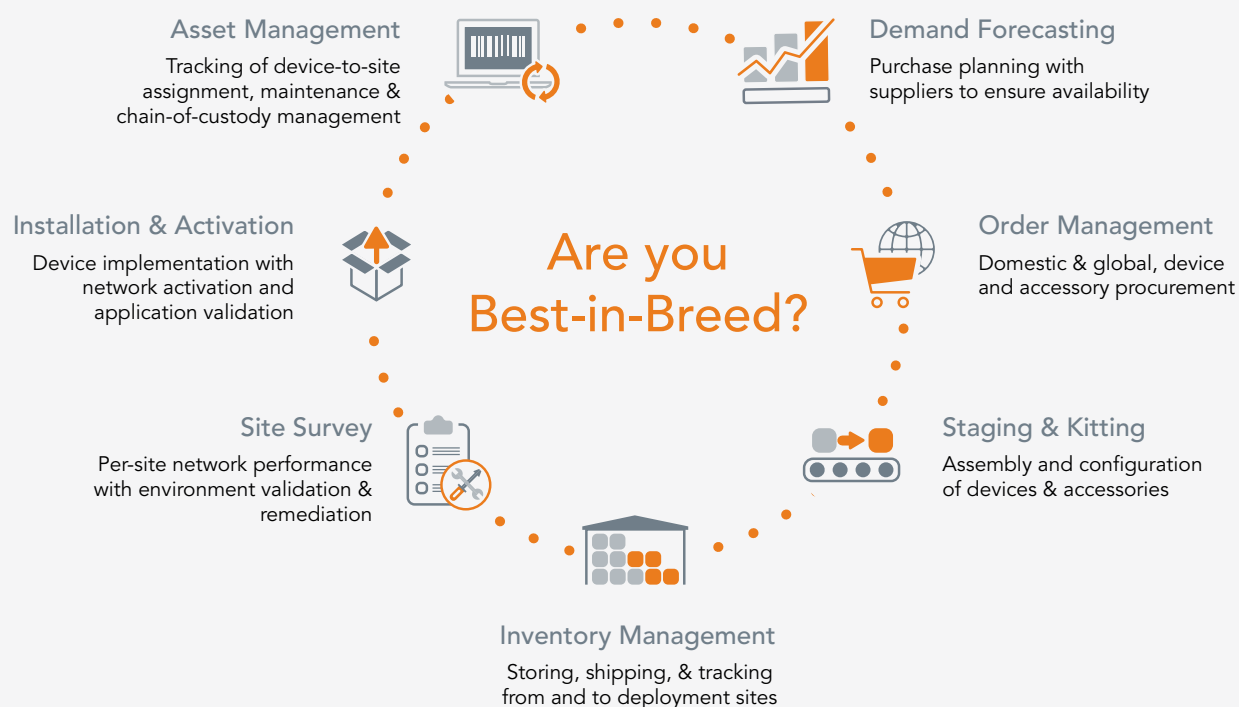 Asset Management
Tracking of device-to-site
assignment, maintenance &
chain-of-custody management
Demand Forecasting
Purchase planning with
suppliers to ensure availability
Installation & Activation
Device implementation with
network activation and
application validation
Are you
Best-in-Breed?
Order Management
Domestic & global, device
and accessory procurement
Site Survey
Per-site network performance
with environment validation &
remediation
Staging & Kitting
Assembly and configuration
of devices & accessories
Inventory Management
Storing, shipping, & tracking
from and to deployment sites